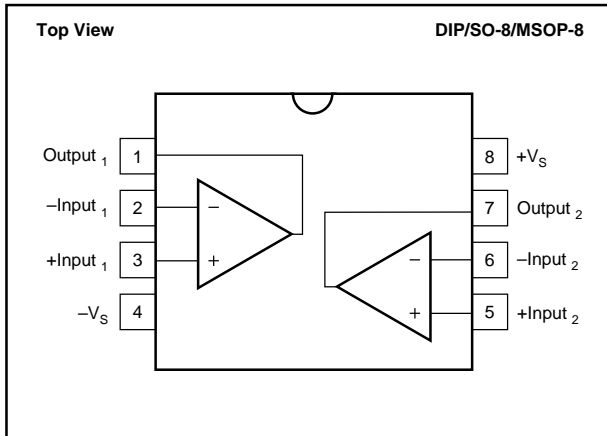 Top View
DIP/SO-8/MSOP-8
Output 1
1
–Input 1
2
+Input 1
3
–VS
4
8
+VS
7
Output 2
6
–Input 2
5
+Input 2
–
+
–
+